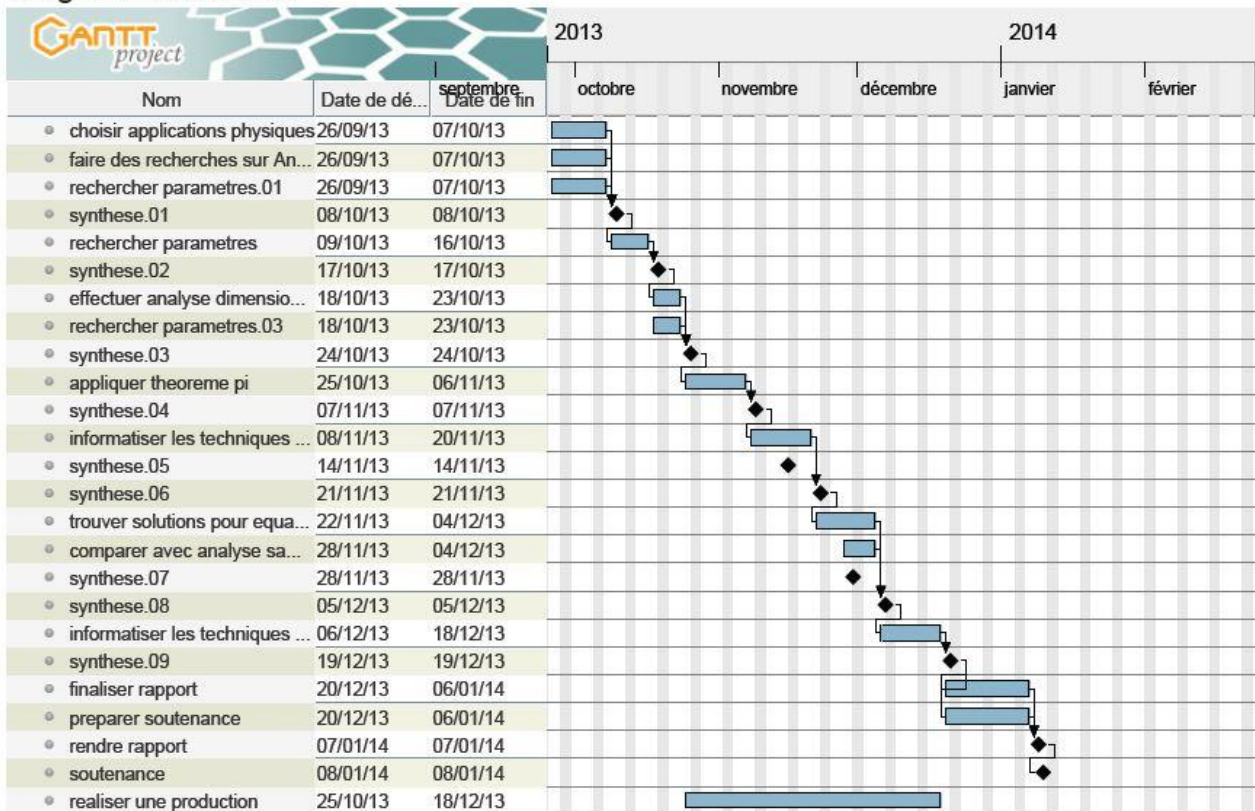 GANTT
project
2013
2014
septembre
octobre
novembre
décembre
janvier
février
Nom Date de dé... Date de fin
choisir applications physiques 26/09/13 07/10/13
faire des recherches sur An... 26/09/13 07/10/13
rechercher parametres.01 26/09/13 07/10/13
synthese.01 08/10/13 08/10/13
rechercher parametres 09/10/13 16/10/13
synthese.02 17/10/13 17/10/13
effectuer analyse dimensio... 18/10/13 23/10/13
rechercher parametres.03 18/10/13 23/10/13
synthese.03 24/10/13 24/10/13
appliquer theoreme pi 25/10/13 06/11/13
synthese.04 07/11/13 07/11/13
informatiser les techniques ... 08/11/13 20/11/13
synthese.05 14/11/13 14/11/13
synthese.06 21/11/13 21/11/13
trouver solutions pour equa... 22/11/13 04/12/13
comparer avec analyse sa... 28/11/13 04/12/13
synthese.07 28/11/13 28/11/13
synthese.08 05/12/13 05/12/13
informatiser les techniques ... 06/12/13 18/12/13
synthese.09 19/12/13 19/12/13
finaliser rapport 20/12/13 06/01/14
preparer soutenance 20/12/13 06/01/14
rendre rapport 07/01/14 07/01/14
soutenance 08/01/14 08/01/14
realiser une production 25/10/13 18/12/13